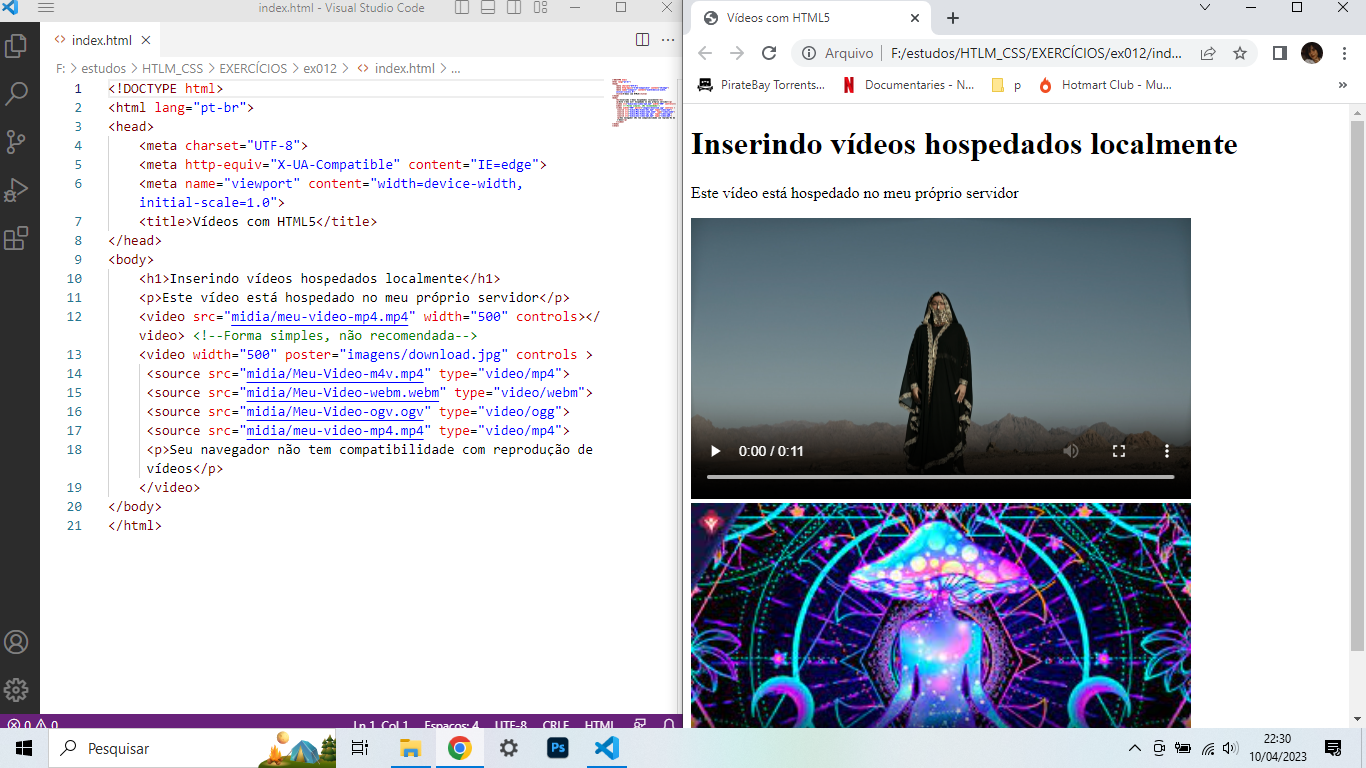 index.html - Visual Studio Code
index.html
F: > estudos > HTLM_CSS > EXERCÍCIOS > ex012 > <> index.html > ...
1 <!DOCTYPE html>
2 <html lang="pt-br">
3 <head>
4 <meta charset="UTF-8">
5 <meta http-equiv="X-UA-Compatible" content="IE=edge">
6 <meta name="viewport" content="width=device-width,
initial-scale=1.0">
7 <title>Vídeos com HTML5</title>
8 </head>
9 <body>
10 <h1>Inserindo vídeos hospedados localmente</h1>
11 <p>Este vídeo está hospedado no meu próprio servidor</p>
12 <video src="midia/meu-video-mp4.mp4" width="500" controls></
video> <!--Forma simples, não recomendada-->
13 <video width="500" poster="imagens/download.jpg" controls >
14 <source src="midia/Meu-Video-m4v.mp4" type="video/mp4">
15 <source src="midia/Meu-Video-webm.webm" type="video/webm">
16 <source src="midia/Meu-Video-ogv.ogv" type="video/ogg">
17 <source src="midia/meu-video-mp4.mp4" type="video/mp4">
18 <p>Seu navegador não tem compatibilidade com reprodução de
vídeos</p>
19 </video>
20 </body>
21 </html>
0 0 Ln 1, Col 1 Espaços: 4 UTF-8 CRLF HTML
Vídeos com HTML5
Arquivo | F:/estudos/HTLM_CSS/EXERCÍCIOS/ex012/ind...
PirateBay Torrents... Documentaries - N... p Hotmart Club - Mu... »
Inserindo vídeos hospedados localmente
Este vídeo está hospedado no meu próprio servidor
0:00 / 0:11
Pesquisar
Ps
22:30
10/04/2023